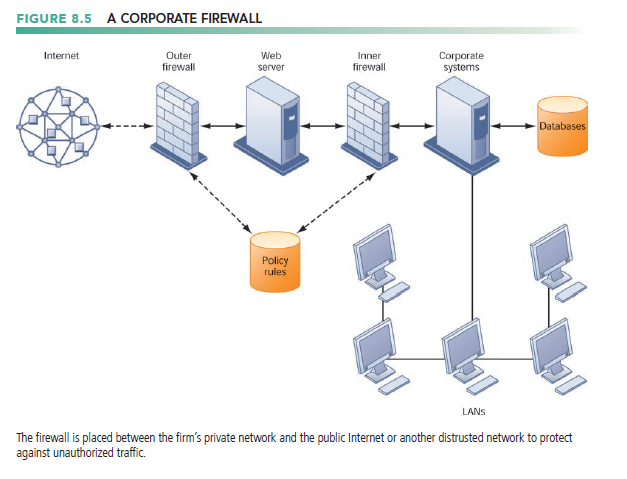 FIGURE 8.5 A CORPORATE FIREWALL
Internet
Outer
firewall
Web
server
Inner
firewall
Corporate
systems
Databases
Policy
rules
LANs
The firewall is placed between the firm's private network and the public Internet or another distrusted network to protect
against unauthorized traffic.